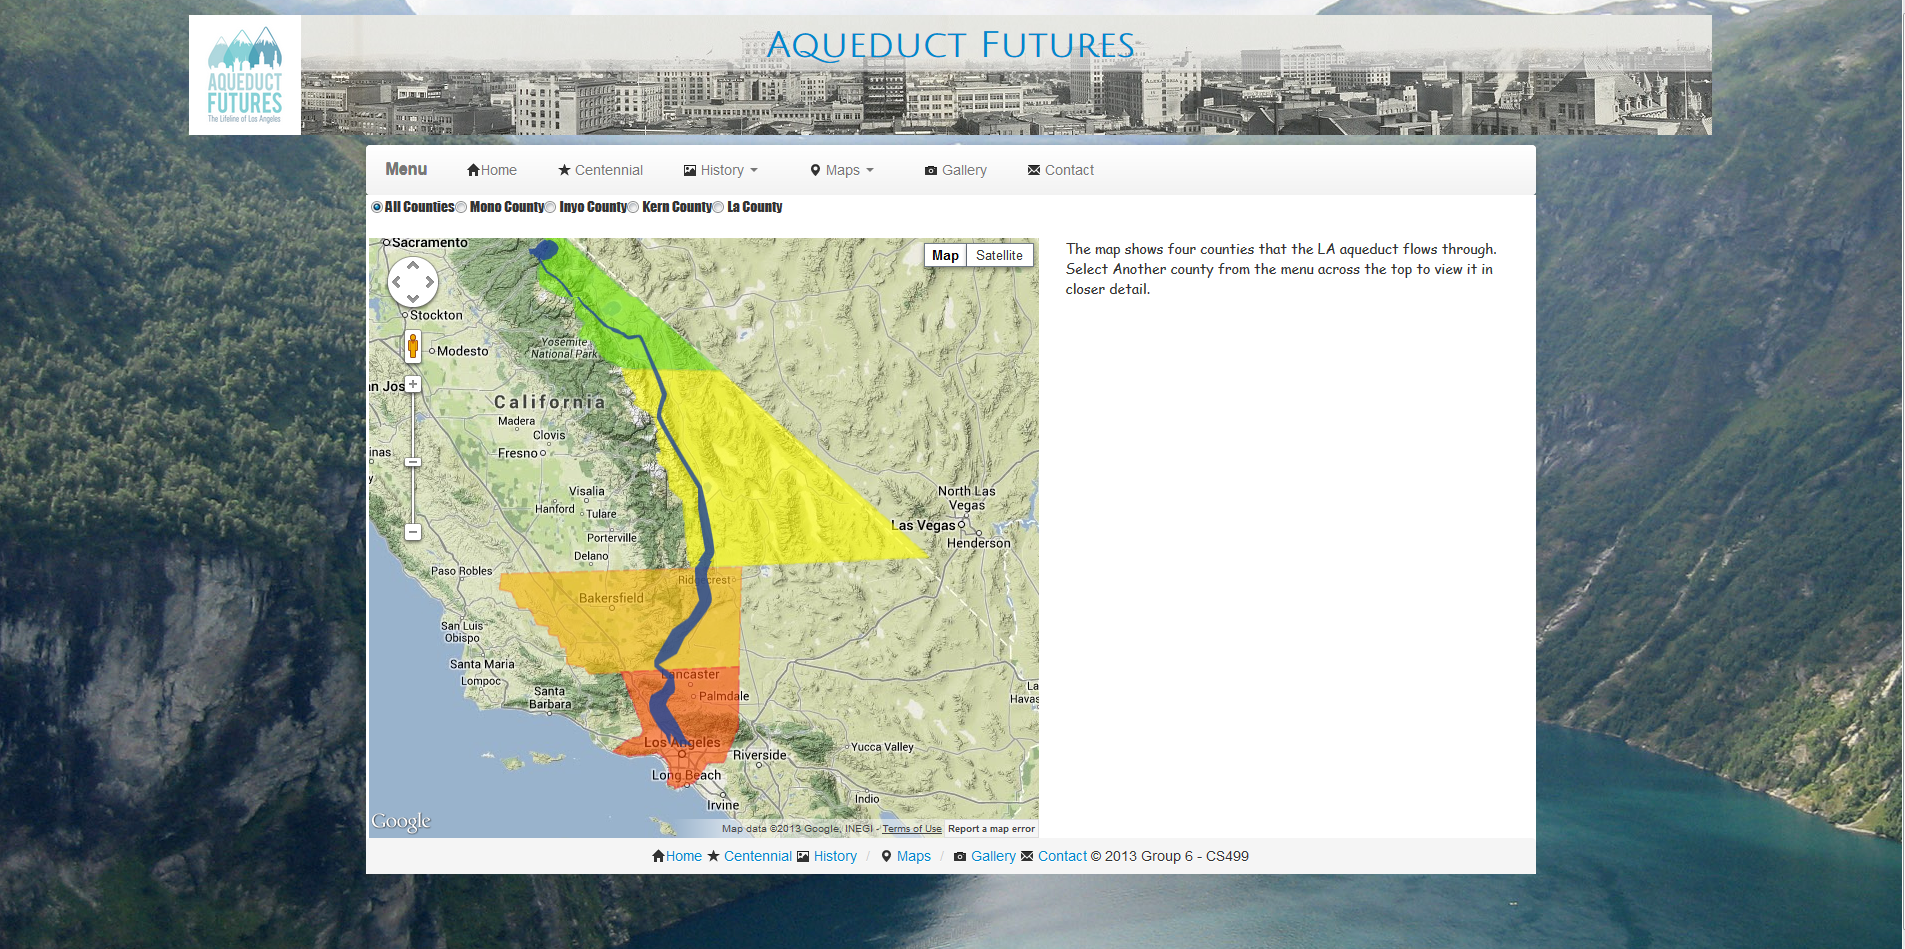 AQUEDUCT FUTURES
AQUEDUCT
FUTURES
The Lifeline of Los Angeles
Menu
Home
Centennial
History
Maps
Gallery
Contact
All Counties Mono County Inyo County Kern County La County
The map shows four counties that the LA aqueduct flows through.
Select Another county from the menu across the top to view it in
closer detail.
Map
Satellite
Sacramento
Stockton
Modesto
Yosemite
National Park
n Jos
California
Madera
Clovis
Fresno
inas
y
Visalia
Hanford
Tulare
Porterville
Delano
North Las
Vegas
Las Vegas
Henderson
Paso Robles
Ridgecrest
Bakersfield
San Luis
Obispo
Santa Maria
Lompoc
Santa
Barbara
Lancaster
Palmdale
La
Havas
Los Angeles
Long Beach
Riverside
Yucca Valley
Irvine
Indio
Google
Map data ©2013 Google, INEGI - Terms of Use
Report a map error
Home Centennial History / Maps / Gallery Contact © 2013 Group 6 - CS499